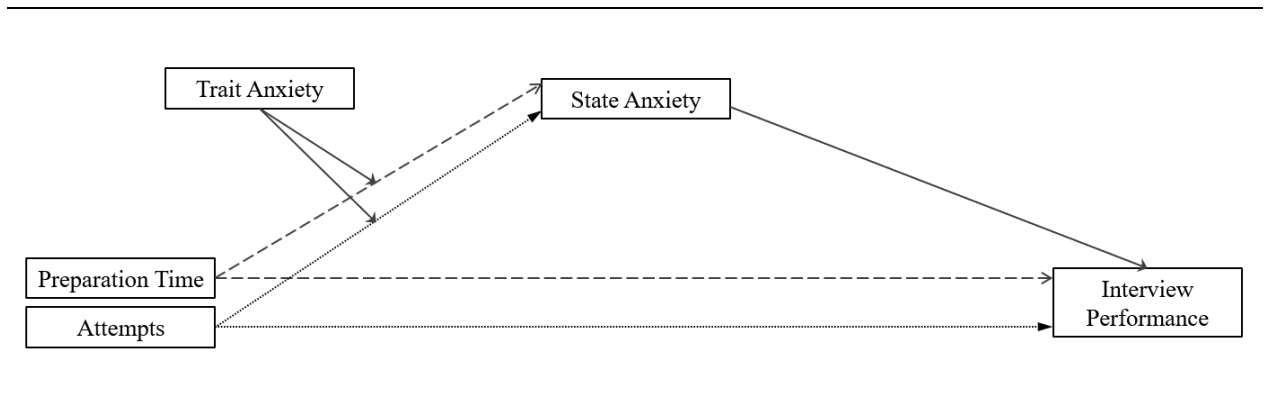 Trait Anxiety
State Anxiety
Preparation Time
Attempts
Interview
Performance